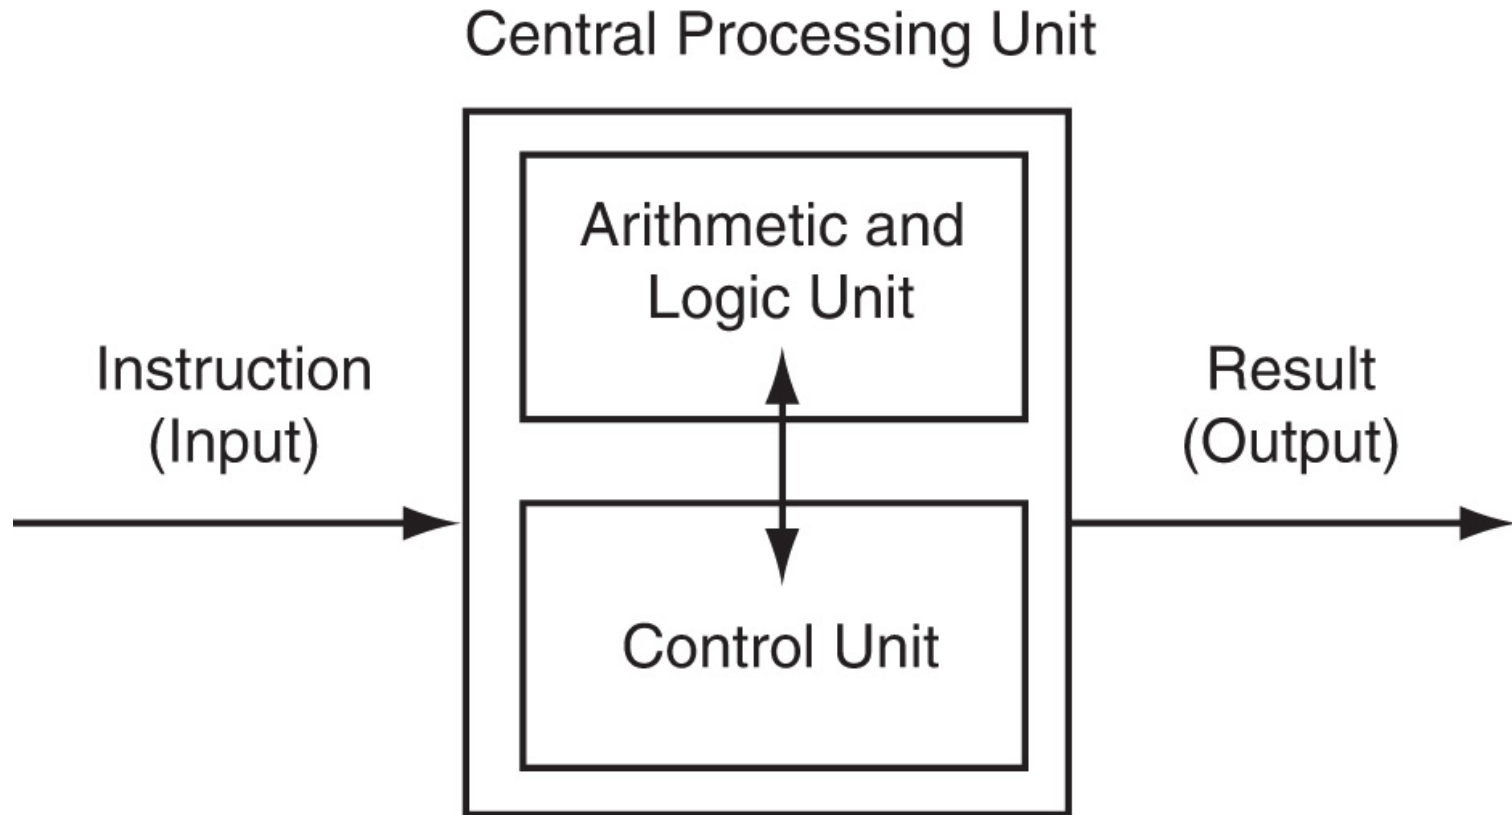 Central Processing Unit
Arithmetic and
Logic Unit
Instruction
(Input)
Result
(Output)
Control Unit